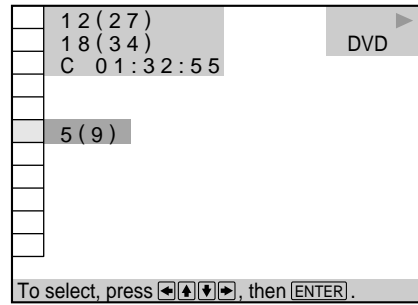 12(27)
18(34) DVD
C 01:32:55
5(9)
To select, press ←↑↓→, then ENTER.